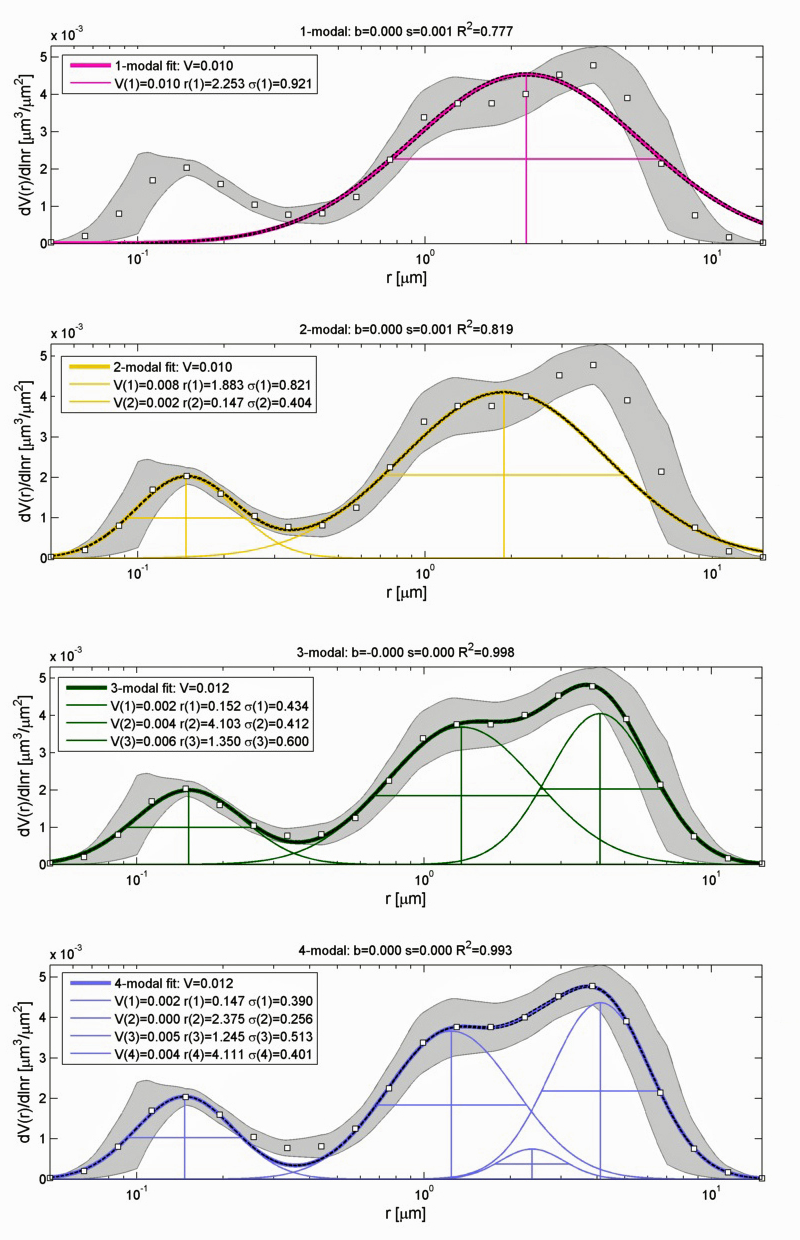 1-modal: b=0.000 s=0.001 R²=0.777
x 10⁻³
1-modal fit: V=0.010
V(1)=0.010 r(1)=2.253 σ(1)=0.921
5
4
3
2
1
0
dV(r)/dlnr [μm³/μm²]
10⁻¹ 10⁰ 10¹
r [μm]
2-modal: b=0.000 s=0.001 R²=0.819
x 10⁻³
2-modal fit: V=0.010
V(1)=0.008 r(1)=1.883 σ(1)=0.821
V(2)=0.002 r(2)=0.147 σ(2)=0.404
5
4
3
2
1
0
dV(r)/dlnr [μm³/μm²]
10⁻¹ 10⁰ 10¹
r [μm]
3-modal: b=-0.000 s=0.000 R²=0.998
x 10⁻³
3-modal fit: V=0.012
V(1)=0.002 r(1)=0.152 σ(1)=0.434
V(2)=0.004 r(2)=4.103 σ(2)=0.412
V(3)=0.006 r(3)=1.350 σ(3)=0.600
5
4
3
2
1
0
dV(r)/dlnr [μm³/μm²]
10⁻¹ 10⁰ 10¹
r [μm]
4-modal: b=0.000 s=0.000 R²=0.993
x 10⁻³
4-modal fit: V=0.012
V(1)=0.002 r(1)=0.147 σ(1)=0.390
V(2)=0.000 r(2)=2.375 σ(2)=0.256
V(3)=0.005 r(3)=1.245 σ(3)=0.513
V(4)=0.004 r(4)=4.111 σ(4)=0.401
5
4
3
2
1
0
dV(r)/dlnr [μm³/μm²]
10⁻¹ 10⁰ 10¹
r [μm]